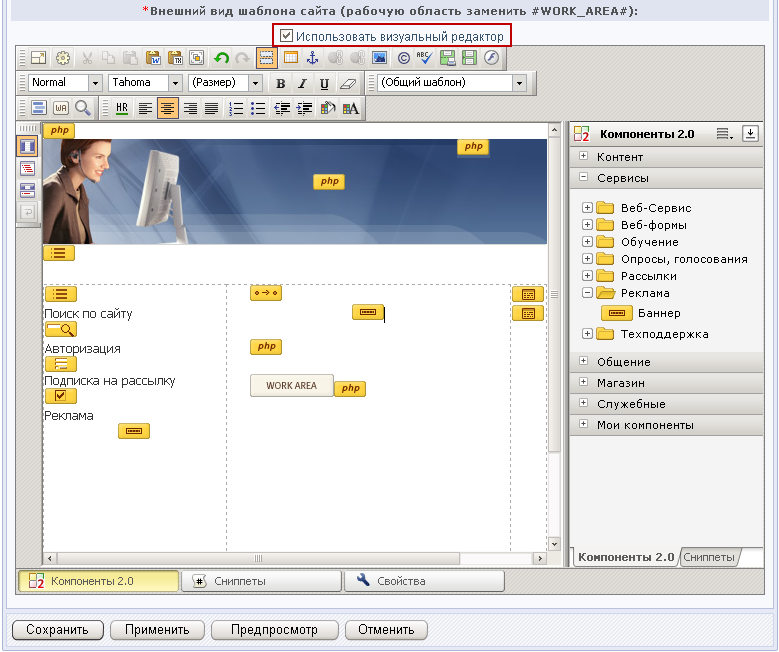 *Внешний вид шаблона сайта (рабочую область заменить #WORK_AREA#):
Использовать визуальный редактор
Normal Tahoma (Размер) B I U (Общий шаблон)
WA HR A
php
php
php
Поиск по сайту
Авторизация
php
Подписка на рассылку
WORK AREA php
Реклама
Компоненты 2.0
Контент
Сервисы
Веб-Сервис
Веб-формы
Обучение
Опросы, голосования
Рассылки
Реклама
Баннер
Техподдержка
Общение
Магазин
Служебные
Мои компоненты
Компоненты 2.0 Сниппеты
Компоненты 2.0 Сниппеты Свойства
Сохранить Применить Предпросмотр Отменить